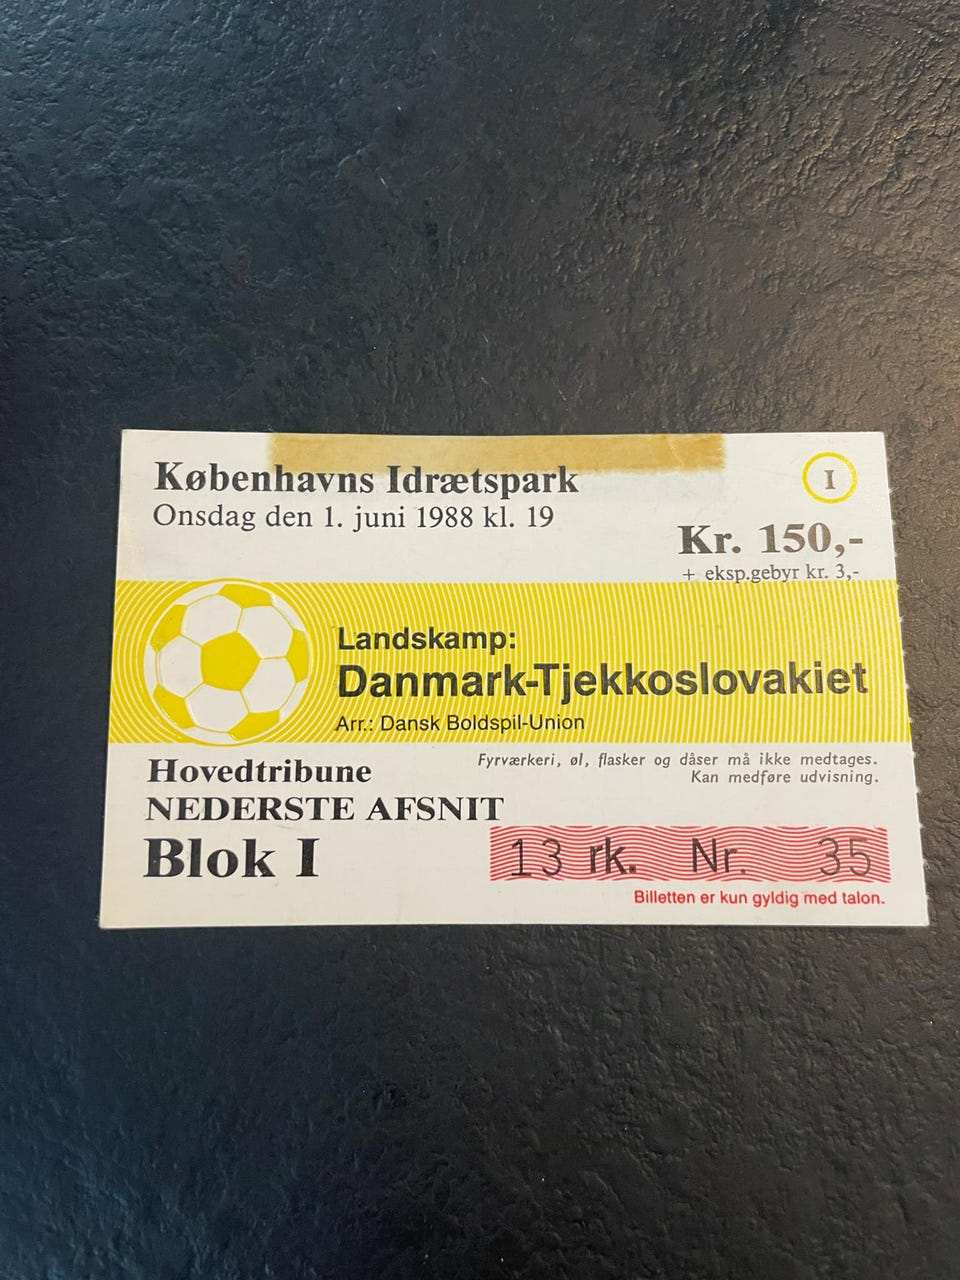 Københavns Idrætspark
Onsdag den 1. juni 1988 kl. 19
I
Kr. 150,-
+ eksp.gebyr kr. 3,-
Landskamp:
Danmark-Tjekkoslovakiet
Arr.: Dansk Boldspil-Union
Fyrværkeri, øl, flasker og dåser må ikke medtages.
Kan medføre udvisning.
Hovedtribune
NEDERSTE AFSNIT
Blok I
13 rk. Nr. 35
Billetten er kun gyldig med talon.